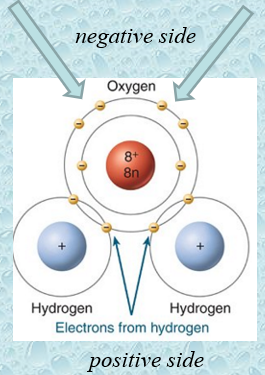 negative side
Oxygen
8+
8n
+ +
Hydrogen Hydrogen
Electrons from hydrogen
positive side